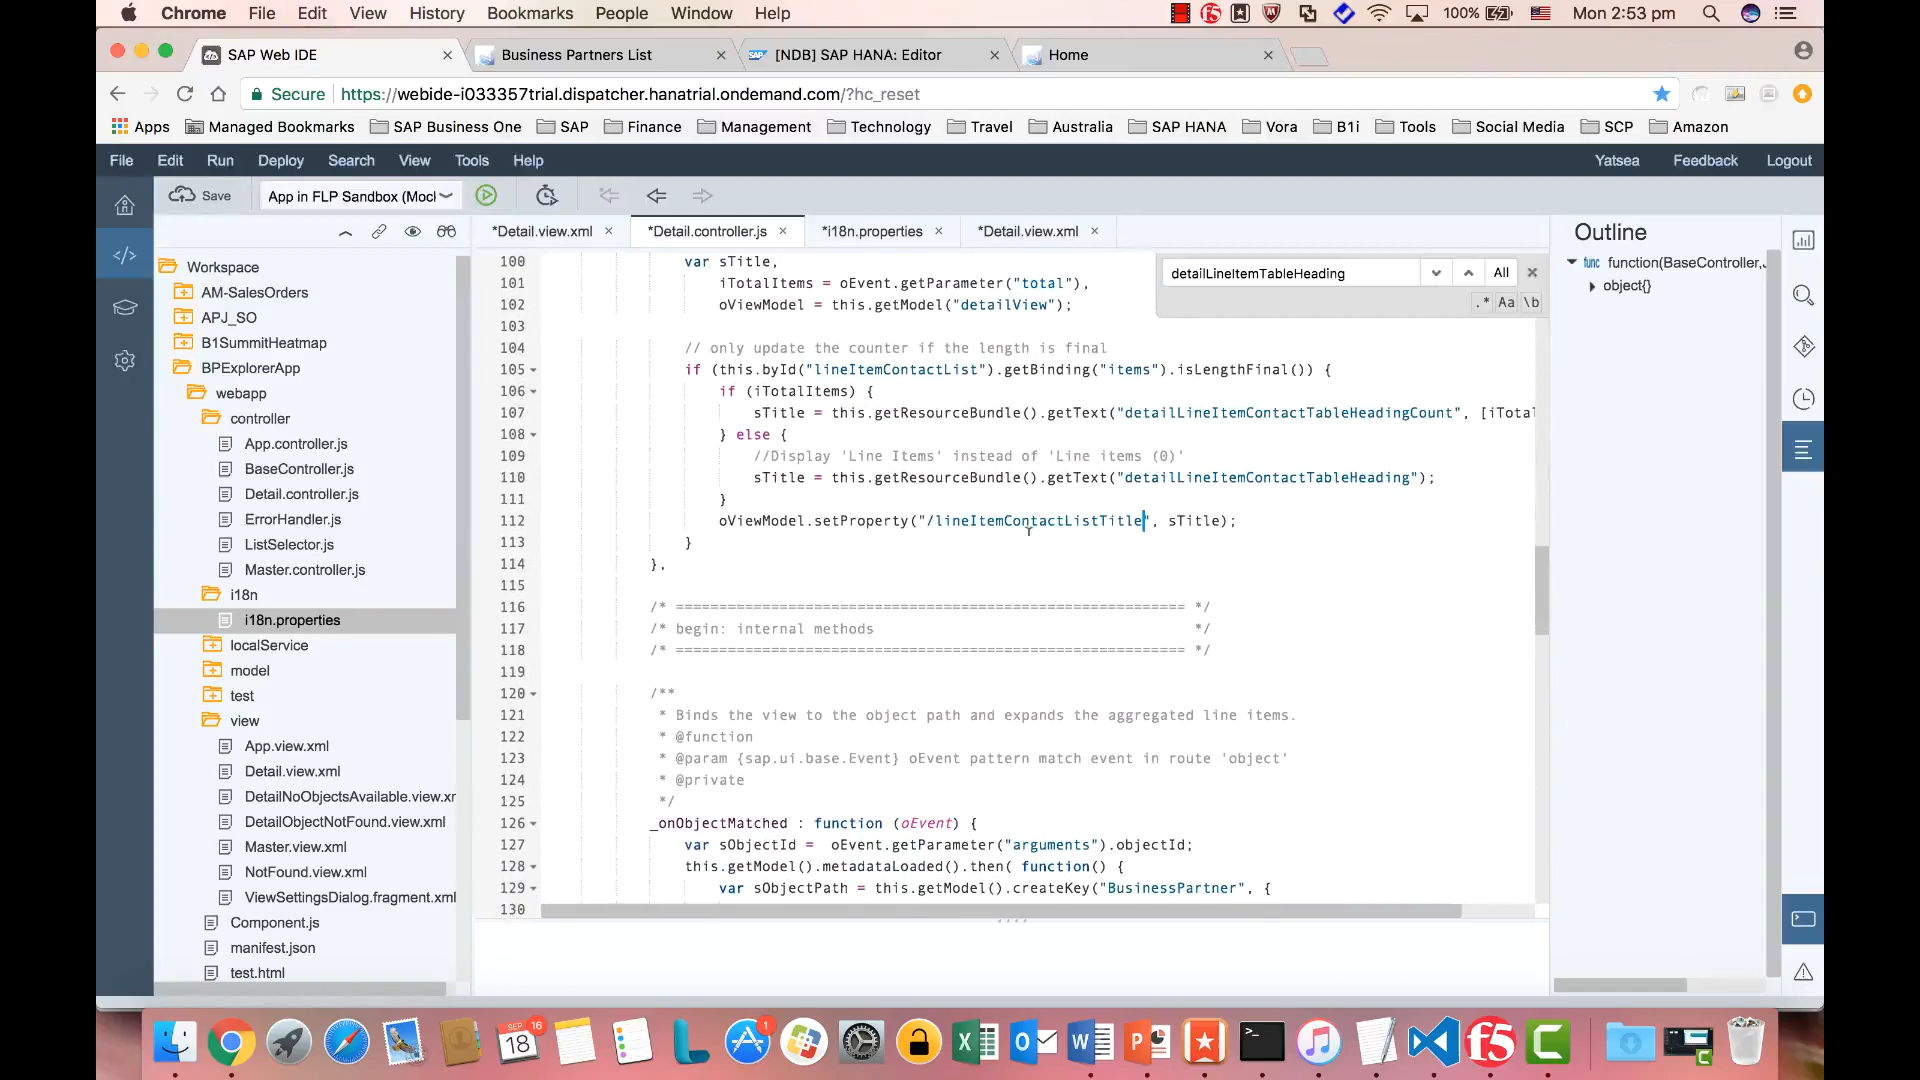 Chrome File Edit View History Bookmarks People Window Help 100% Mon 2:53 pm
SAP Web IDE Business Partners List [NDB] SAP HANA: Editor Home
Secure https://webide-i033357trial.dispatcher.hanatrial.ondemand.com/?hc_reset
Apps Managed Bookmarks SAP Business One SAP Finance Management Technology Travel Australia SAP HANA Vora B1i Tools Social Media SCP Amazon
File Edit Run Deploy Search View Tools Help Yatsea Feedback Logout
Save App in FLP Sandbox (Mocl
*Detail.view.xml *Detail.controller.js *i18n.properties *Detail.view.xml
Workspace
AM-SalesOrders
APJ_SO
B1SummitHeatmap
BPExplorerApp
webapp
controller
App.controller.js
BaseController.js
Detail.controller.js
ErrorHandler.js
ListSelector.js
Master.controller.js
i18n
i18n.properties
localService
model
test
view
App.view.xml
Detail.view.xml
DetailNoObjectsAvailable.view.xr
DetailObjectNotFound.view.xml
Master.view.xml
NotFound.view.xml
ViewSettingsDialog.fragment.xml
Component.js
manifest.json
test.html
detailLineItemTableHeading All
.* Aa \b
100 var sTitle,
101 iTotalItems = oEvent.getParameter("total"),
102 oViewModel = this.getModel("detailView");
103
104 // only update the counter if the length is final
105 if (this.byId("lineItemContactList").getBinding("items").isLengthFinal()) {
106 if (iTotalItems) {
107 sTitle = this.getResourceBundle().getText("detailLineItemContactTableHeadingCount", [iTotal
108 } else {
109 //Display 'Line Items' instead of 'Line items (0)'
110 sTitle = this.getResourceBundle().getText("detailLineItemContactTableHeading");
111 }
112 oViewModel.setProperty("/lineItemContactListTitle", sTitle);
113 }
114 },
115
116 /* =========================================================== */
117 /* begin: internal methods */
118 /* =========================================================== */
119
120 /**
121 * Binds the view to the object path and expands the aggregated line items.
122 * @function
123 * @param {sap.ui.base.Event} oEvent pattern match event in route 'object'
124 * @private
125 */
126 _onObjectMatched : function (oEvent) {
127 var sObjectId = oEvent.getParameter("arguments").objectId;
128 this.getModel().metadataLoaded().then( function() {
129 var sObjectPath = this.getModel().createKey("BusinessPartner", {
130
Outline
func function(BaseController,
object{}
SEP 16
18
1
f5